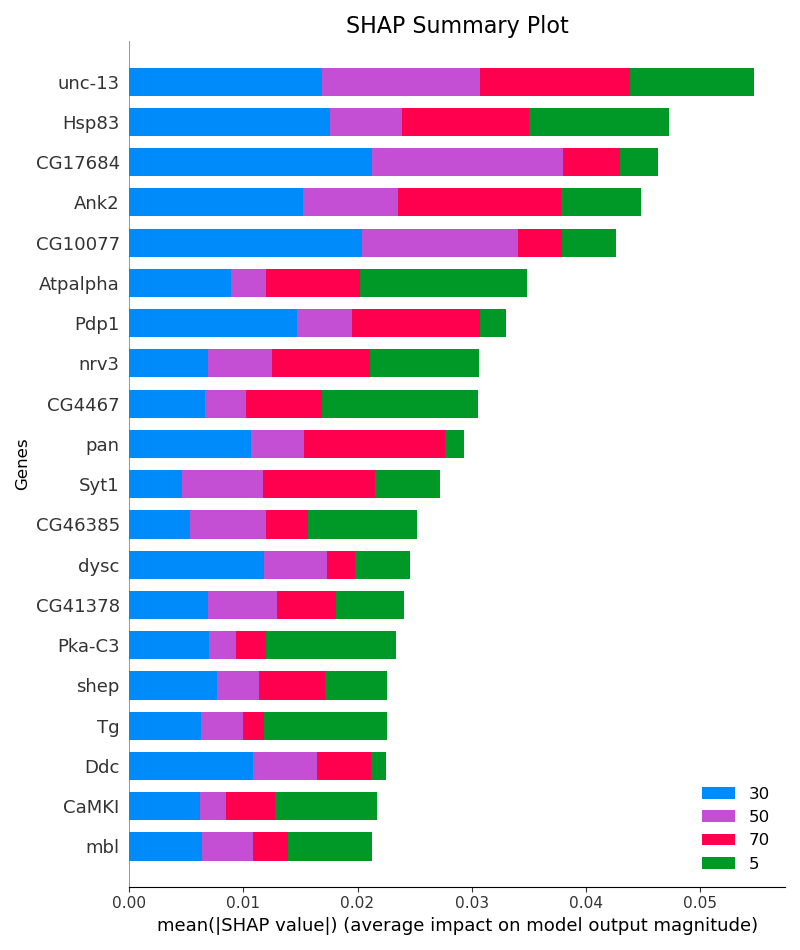 SHAP Summary Plot
unc-13
Hsp83
CG17684
Ank2
CG10077
Atpalpha
Pdp1
nrv3
CG4467
pan
Syt1
CG46385
dysc
CG41378
Pka-C3
shep
Tg
Ddc
CaMKI
mbl
Genes
30
50
70
5
0.00 0.01 0.02 0.03 0.04 0.05
mean(|SHAP value|) (average impact on model output magnitude)